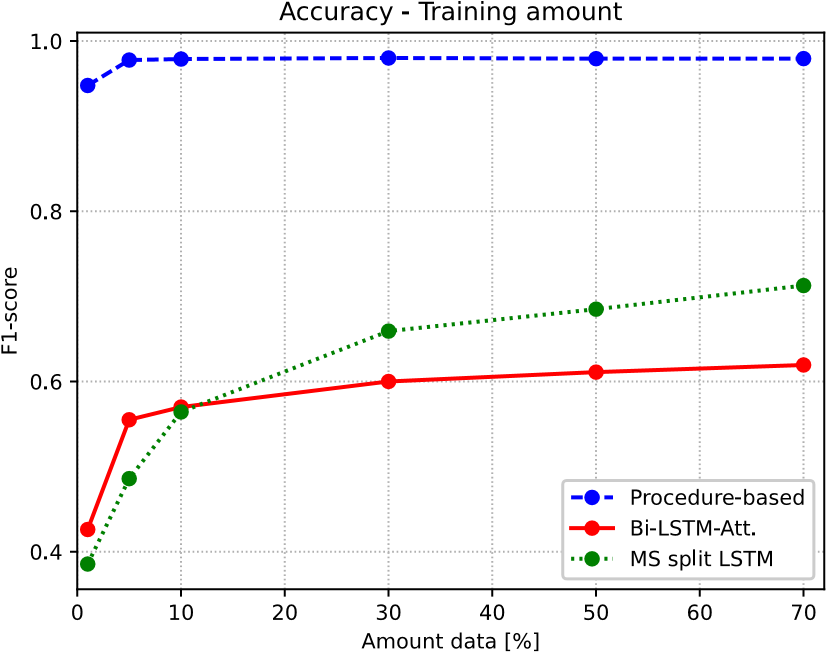 Accuracy - Training amount
1.0
0.8
0.6
0.4
F1-score
0 10 20 30 40 50 60 70
Amount data [%]
Procedure-based
Bi-LSTM-Att.
MS split LSTM